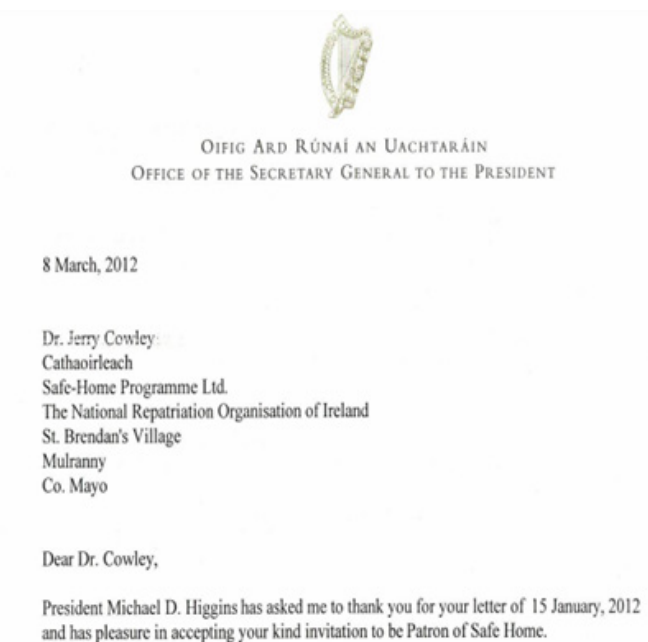 OIFIG ARD RÚNAÍ AN UACHTARÁIN
OFFICE OF THE SECRETARY GENERAL TO THE PRESIDENT
8 March, 2012
Dr. Jerry Cowley
Cathaoirleach
Safe-Home Programme Ltd.
The National Repatriation Organisation of Ireland
St. Brendan's Village
Mulranny
Co. Mayo
Dear Dr. Cowley,
President Michael D. Higgins has asked me to thank you for your letter of 15 January, 2012
and has pleasure in accepting your kind invitation to be Patron of Safe Home.